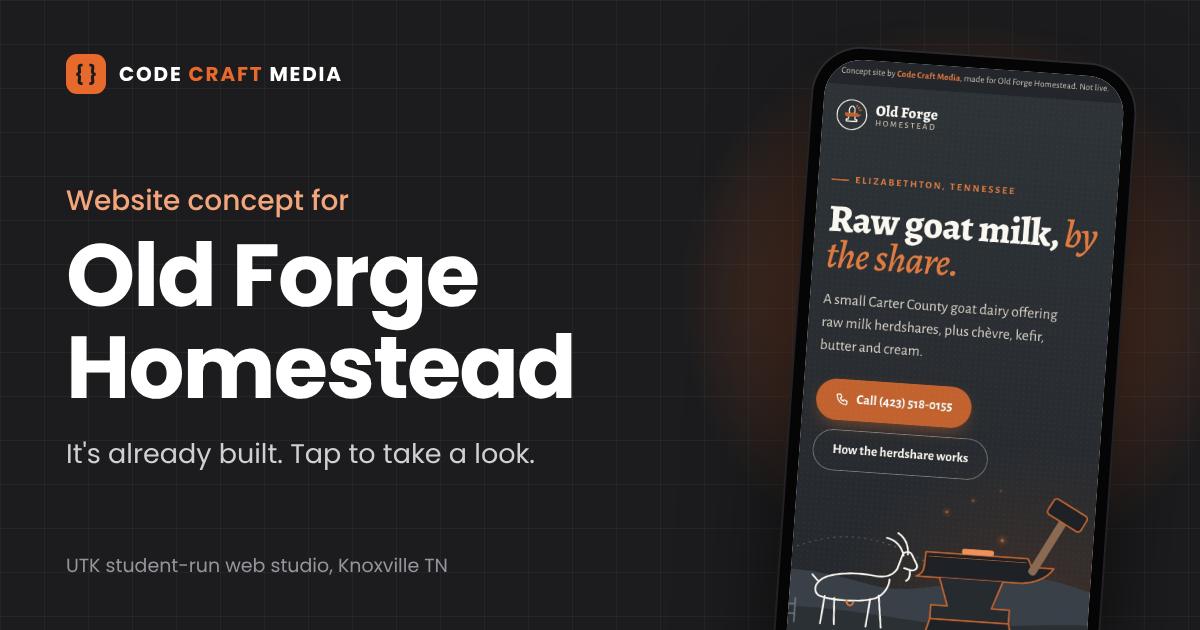 { } CODE CRAFT MEDIA
Website concept for
Old Forge
Homestead
It's already built. Tap to take a look.
UTK student-run web studio, Knoxville TN
Concept site by Code Craft Media, made for Old Forge Homestead. Not live.
Old Forge
HOMESTEAD
ELIZABETHTON, TENNESSEE
Raw goat milk, by
the share.
A small Carter County goat dairy offering
raw milk herdshares, plus chèvre, kefir,
butter and cream.
Call (423) 518-0155
How the herdshare works